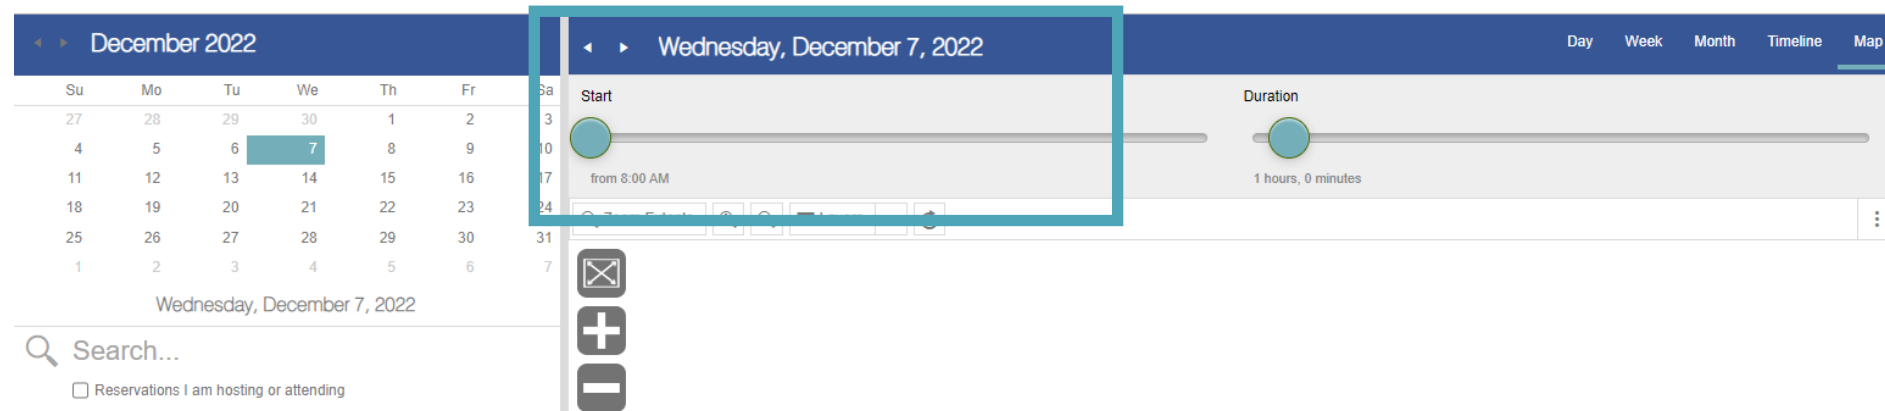 December 2022
Su Mo Tu We Th Fr Sa
27 28 29 30 1 2 3
4 5 6 7 8 9 10
11 12 13 14 15 16 17
18 19 20 21 22 23 24
25 26 27 28 29 30 31
1 2 3 4 5 6 7
Wednesday, December 7, 2022
Search...
Reservations I am hosting or attending
Wednesday, December 7, 2022
Day Week Month Timeline Map
Start Duration
from 8:00 AM 1 hours, 0 minutes
Zoom Extents Layers